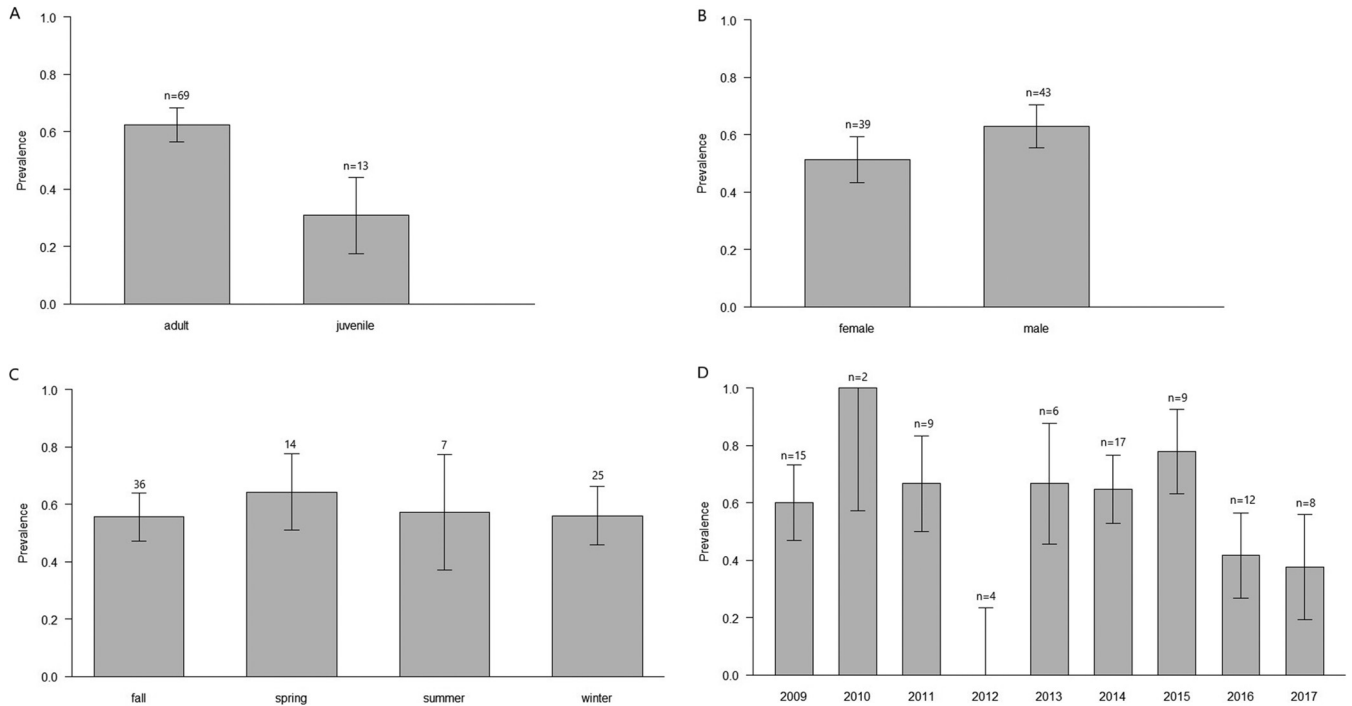 A
Prevalence
1.0
0.8
0.6
0.4
0.2
0.0
n=69
n=13
adult
juvenile
B
Prevalence
1.0
0.8
0.6
0.4
0.2
0.0
n=39
n=43
female
male
C
Prevalence
1.0
0.8
0.6
0.4
0.2
0.0
36
14
7
25
fall
spring
summer
winter
D
Prevalence
1.0
0.8
0.6
0.4
0.2
0.0
n=15
n=2
n=9
n=4
n=6
n=17
n=9
n=12
n=8
2009
2010
2011
2012
2013
2014
2015
2016
2017